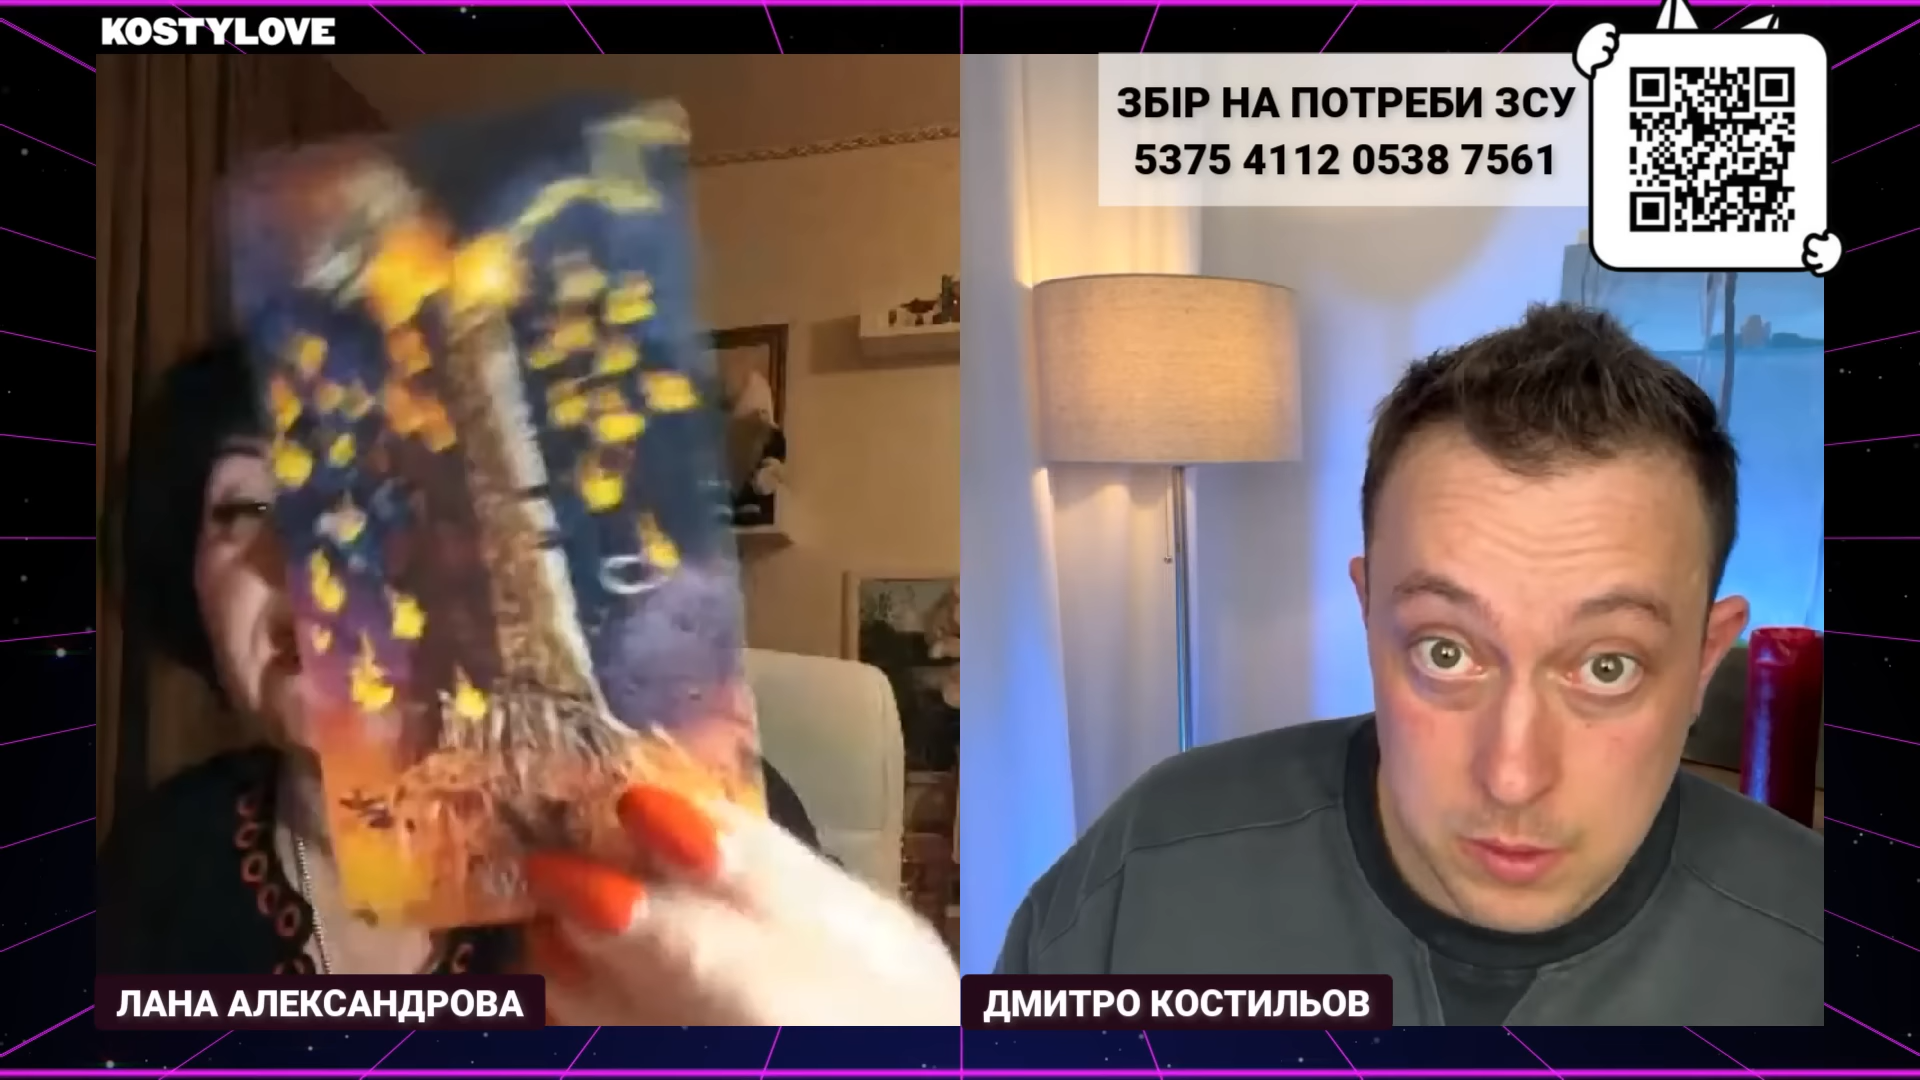 KOSTYLOVE
ЗБІР НА ПОТРЕБИ ЗСУ
5375 4112 0538 7561
ЛАНА АЛЕКСАНДРОВА
ДМИТРО КОСТИЛЬОВ